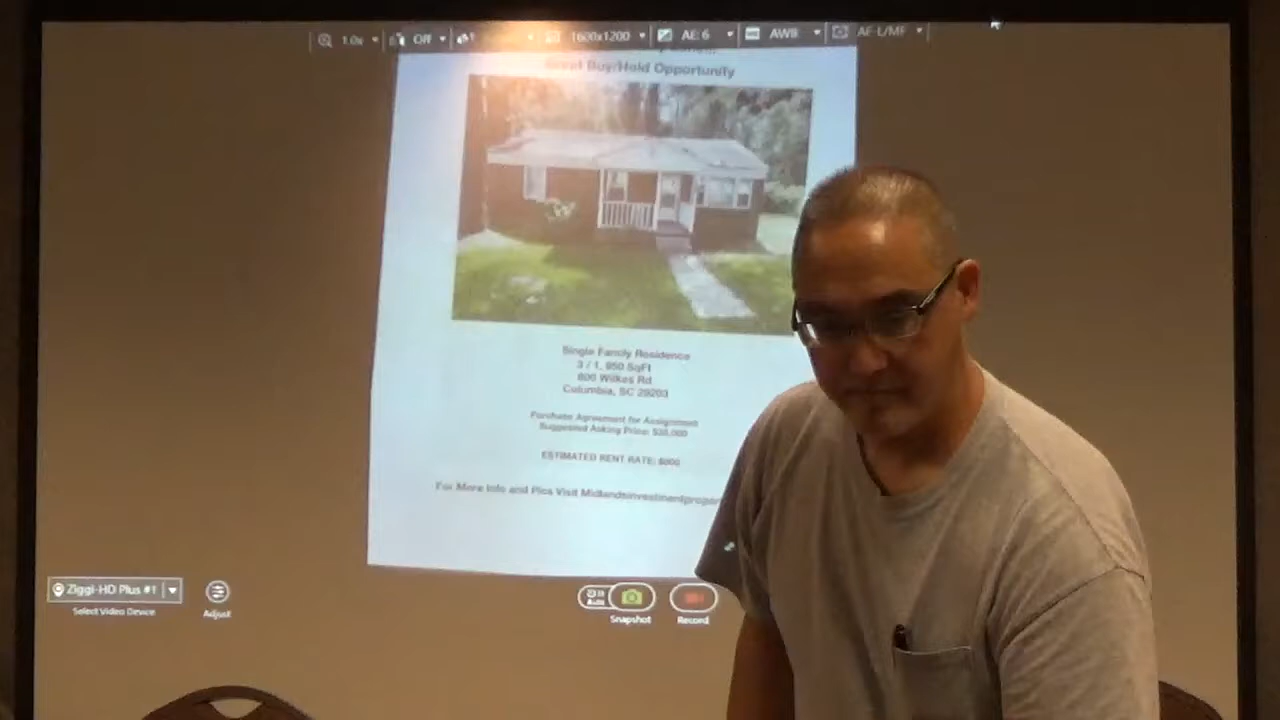 1.0x Off 1600x1200 AE: 6 AWB AF-L/MF
Buy/Hold Opportunity
Single Family Residence
3 / 1, 950 SqFt
800 Wilkes Rd
Columbia, SC 29203
Purchase Agreement for Assignment
Suggested Asking Price:
ESTIMATED RENT RATE: $800
For More Info and Pics Visit
Ziggi-HD Plus #1
Select Video Device
Adjust
Snapshot
Record